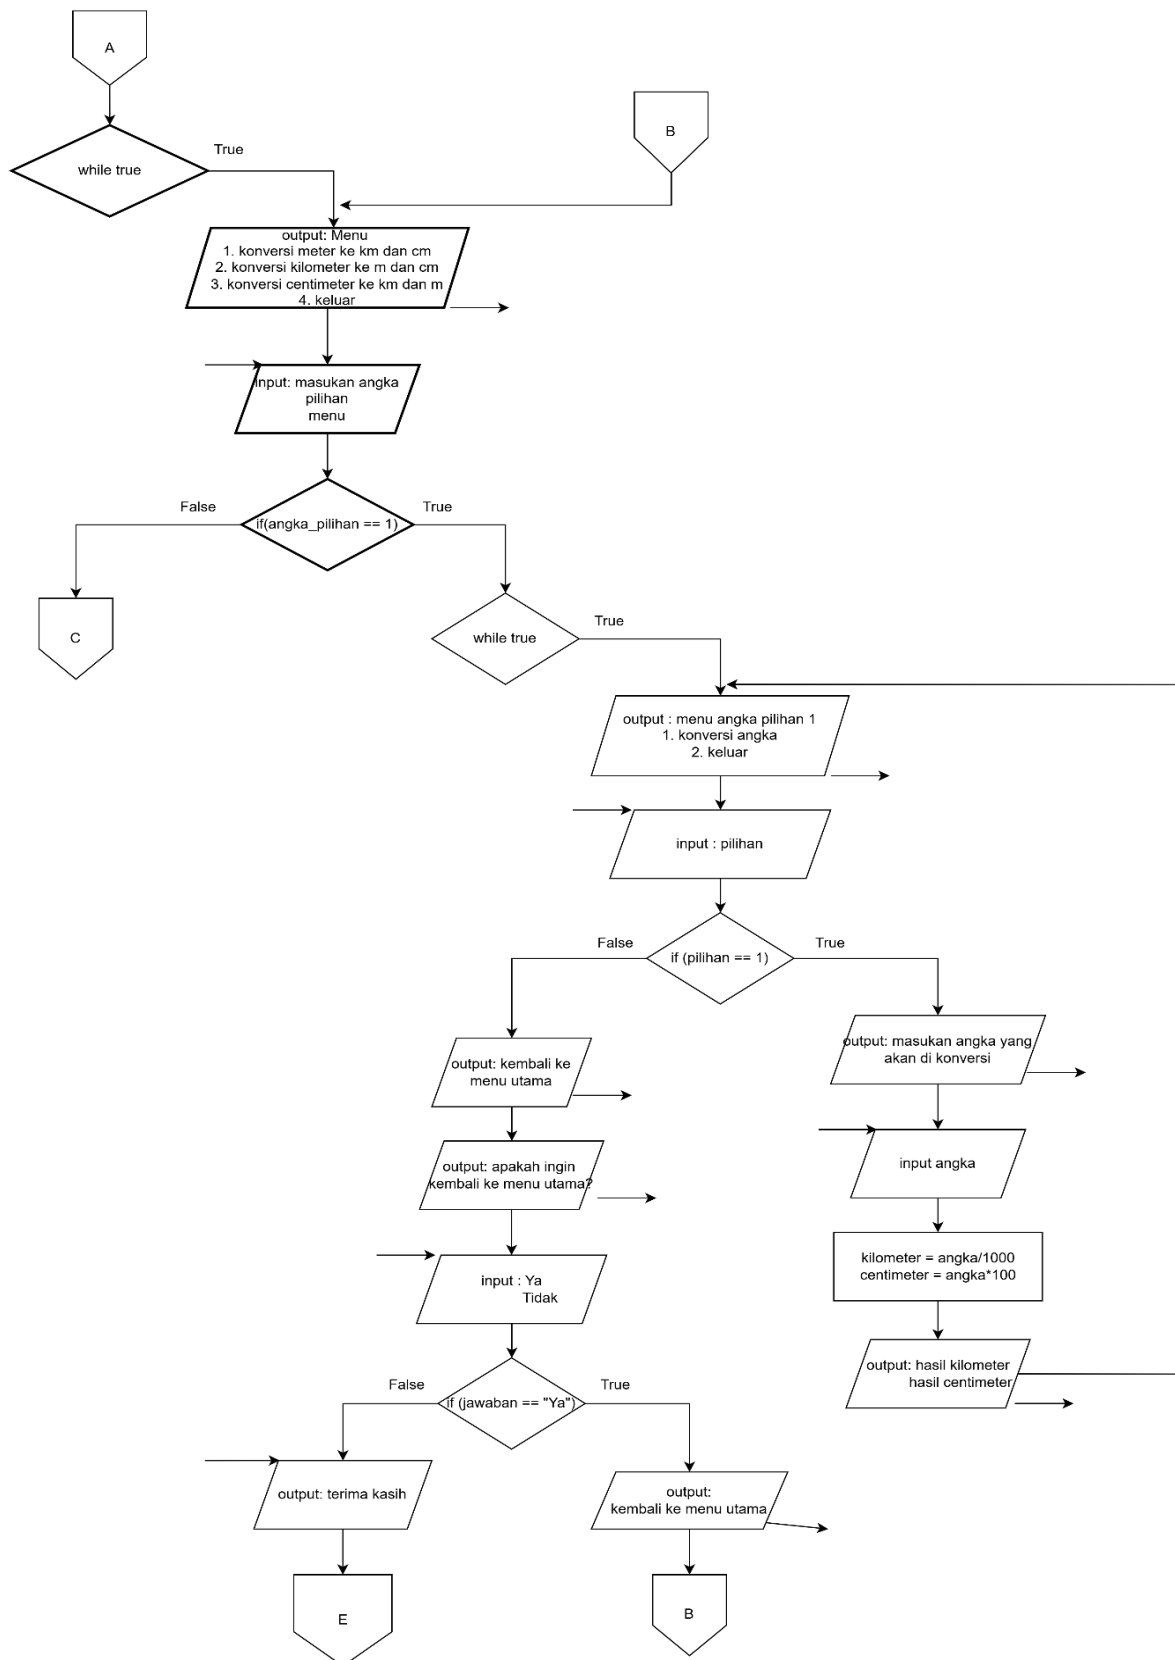 A
B
while true
True
output: Menu
1. konversi meter ke km dan cm
2. konversi kilometer ke m dan cm
3. konversi centimeter ke km dan m
4. keluar
input: masukan angka
pilihan
menu
False
if(angka_pilihan == 1)
True
C
while true
True
output : menu angka pilihan 1
1. konversi angka
2. keluar
input : pilihan
False
if (pilihan == 1)
True
output: kembali ke
menu utama
output: masukan angka yang
akan di konversi
output: apakah ingin
kembali ke menu utama?
input angka
input : Ya
Tidak
kilometer = angka/1000
centimeter = angka*100
output: hasil kilometer
hasil centimeter
False
if (jawaban == "Ya")
True
output: terima kasih
output:
kembali ke menu utama
E
B